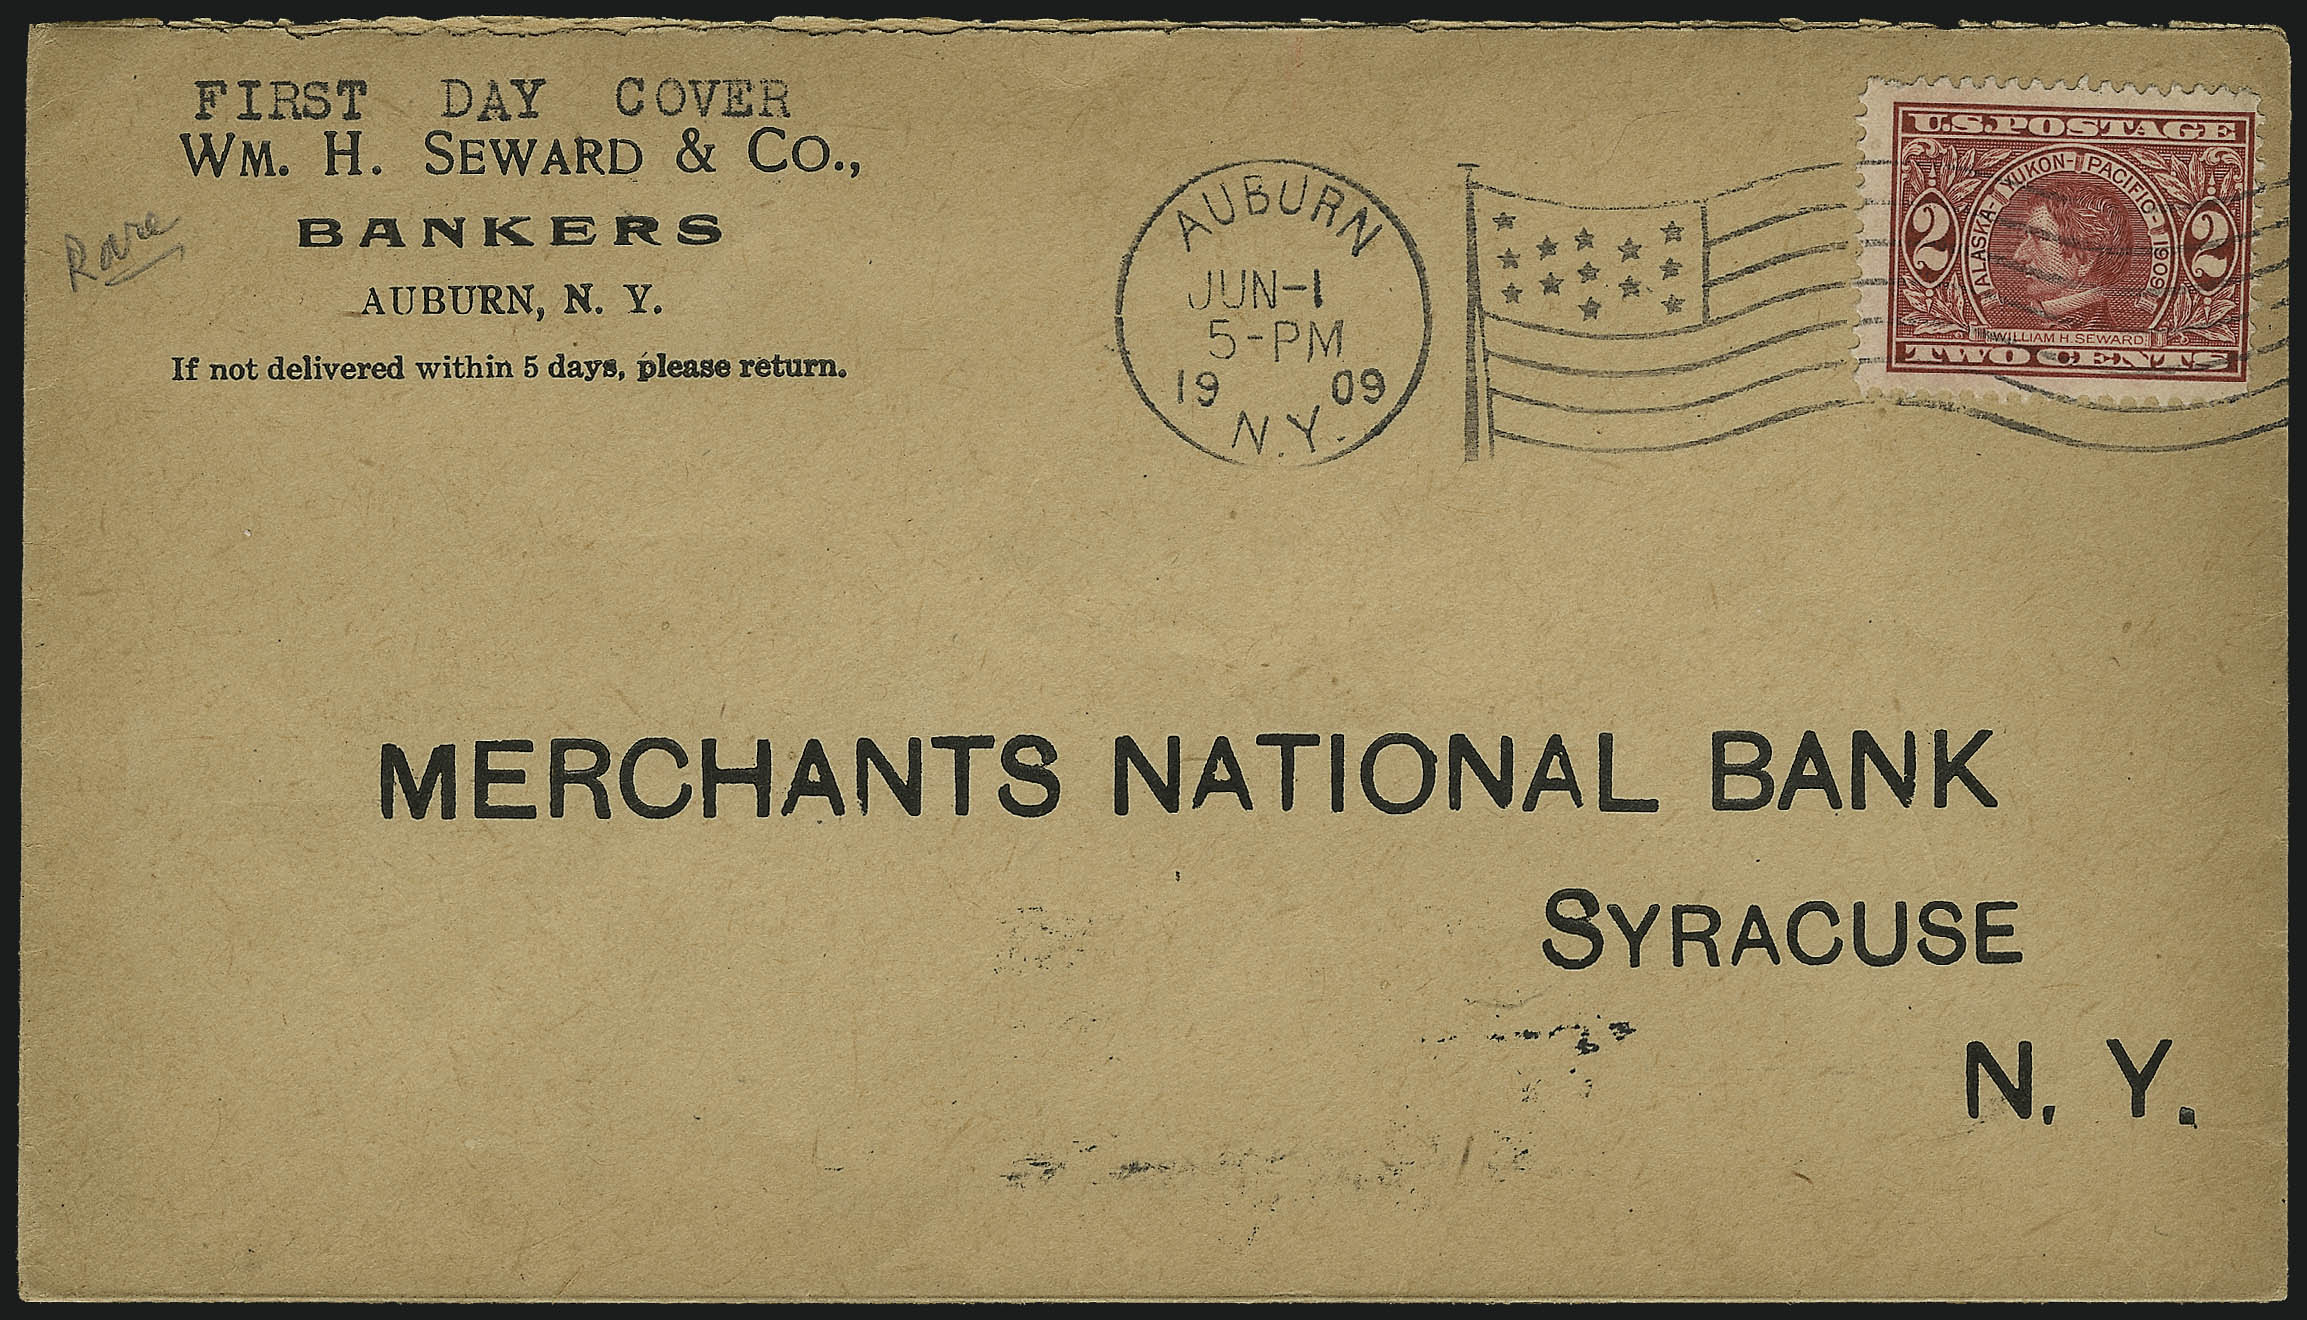 FIRST DAY COVER
WM. H. SEWARD & CO.,
BANKERS
AUBURN, N. Y.
If not delivered within 5 days, please return.
Rare
AUBURN
JUN-1
5-PM
19 09
N.Y.
U.S.POSTAGE
ALASKA-YUKON-PACIFIC-1909
2 2
WILLIAM H. SEWARD
TWO CENTS
MERCHANTS NATIONAL BANK
SYRACUSE
N. Y.